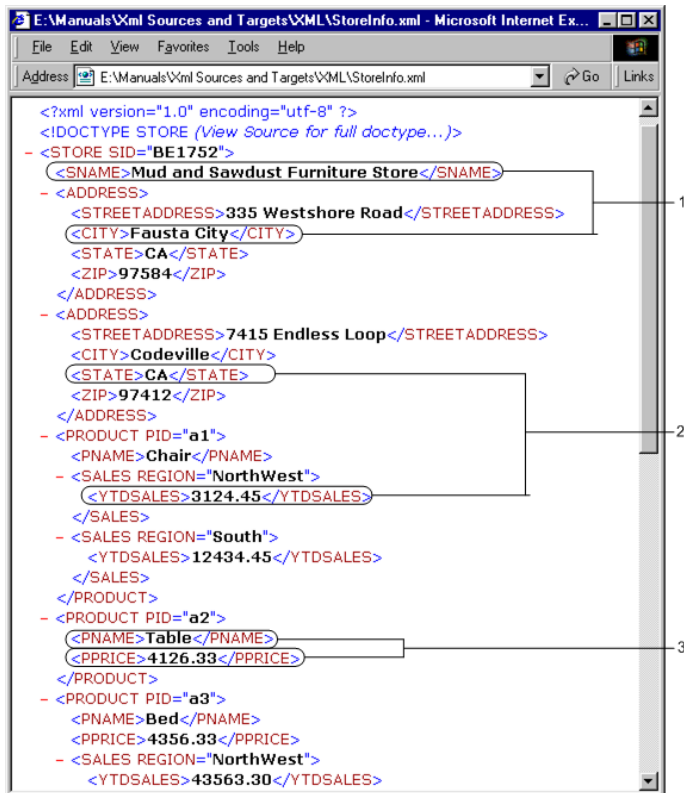 E:\Manuals\Xml Sources and Targets\XML\StoreInfo.xml - Microsoft Internet Ex...
File Edit View Favorites Tools Help
Address E:\Manuals\Xml Sources and Targets\XML\StoreInfo.xml Go Links
<?xml version="1.0" encoding="utf-8" ?>
<!DOCTYPE STORE (View Source for full doctype...)>
- <STORE SID="BE1752">
<SNAME>Mud and Sawdust Furniture Store</SNAME>
- <ADDRESS>
1
<STREETADDRESS>335 Westshore Road</STREETADDRESS>
<CITY>Fausta City</CITY>
<STATE>CA</STATE>
<ZIP>97584</ZIP>
</ADDRESS>
- <ADDRESS>
<STREETADDRESS>7415 Endless Loop</STREETADDRESS>
<CITY>Codeville</CITY>
<STATE>CA</STATE>
<ZIP>97412</ZIP>
</ADDRESS>
- <PRODUCT PID="a1">
2
<PNAME>Chair</PNAME>
- <SALES REGION="NorthWest">
<YTDSALES>3124.45</YTDSALES>
</SALES>
- <SALES REGION="South">
<YTDSALES>12434.45</YTDSALES>
</SALES>
</PRODUCT>
- <PRODUCT PID="a2">
<PNAME>Table</PNAME>
3
<PPRICE>4126.33</PPRICE>
</PRODUCT>
- <PRODUCT PID="a3">
<PNAME>Bed</PNAME>
<PPRICE>4356.33</PPRICE>
- <SALES REGION="NorthWest">
<YTDSALES>43563.30</YTDSALES>